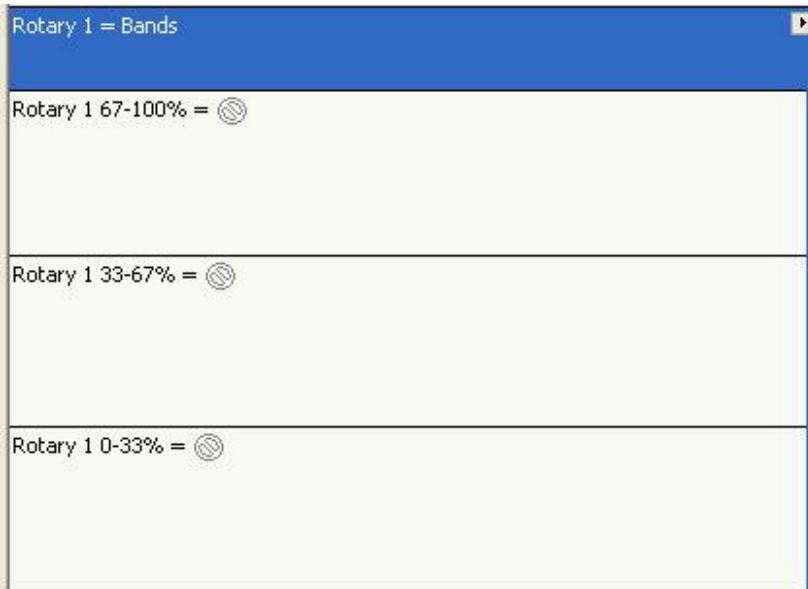 Rotary 1 = Bands
Rotary 1 67-100% =
Rotary 1 33-67% =
Rotary 1 0-33% =